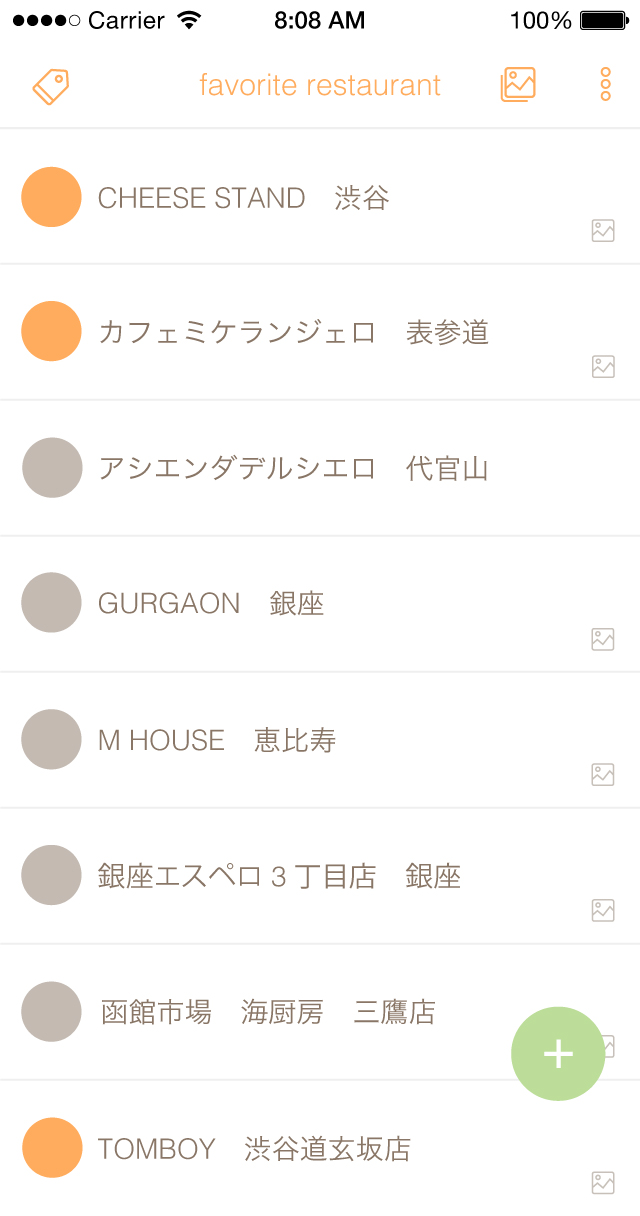 Carrier 8:08 AM 100%
favorite restaurant
CHEESE STAND　渋谷
カフェミケランジェロ　表参道
アシエンダデルシエロ　代官山
GURGAON　銀座
M HOUSE　恵比寿
銀座エスペロ 3 丁目店　銀座
函館市場　海厨房　三鷹店
TOMBOY　渋谷道玄坂店